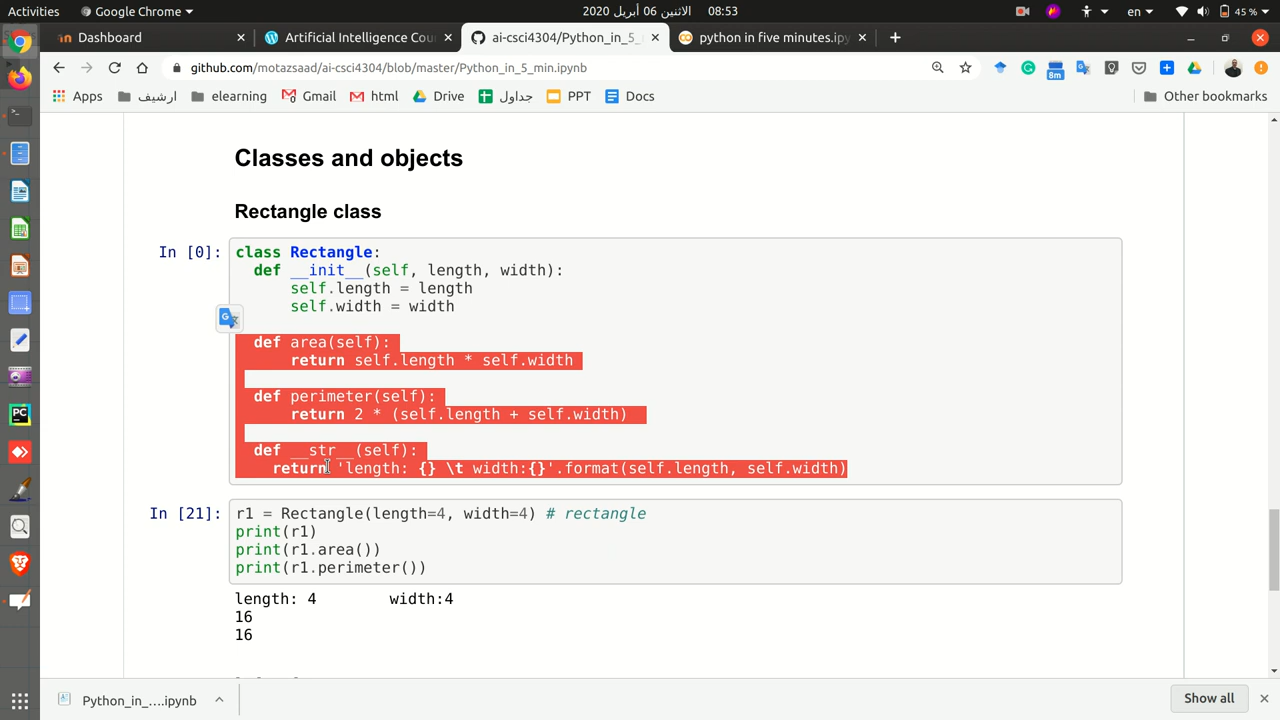 Activities
Google Chrome
الاثنين 06 أبريل 2020 08:53
en
45 %
Dashboard
Artificial Intelligence Cou
ai-csci4304/Python_in_5_
python in five minutes.ipy
github.com/motazsaad/ai-csci4304/blob/master/Python_in_5_min.ipynb
8m
Apps
ارشيف
elearning
Gmail
html
Drive
جداول
PPT
Docs
Other bookmarks
Classes and objects
Rectangle class
In [0]:
class Rectangle:
def __init__(self, length, width):
self.length = length
self.width = width
def area(self):
return self.length * self.width
def perimeter(self):
return 2 * (self.length + self.width)
def __str__(self):
return 'length: {} \t width:{}'.format(self.length, self.width)
In [21]:
r1 = Rectangle(length=4, width=4) # rectangle
print(r1)
print(r1.area())
print(r1.perimeter())
length: 4 width:4
16
16
Python_in_....ipynb
Show all